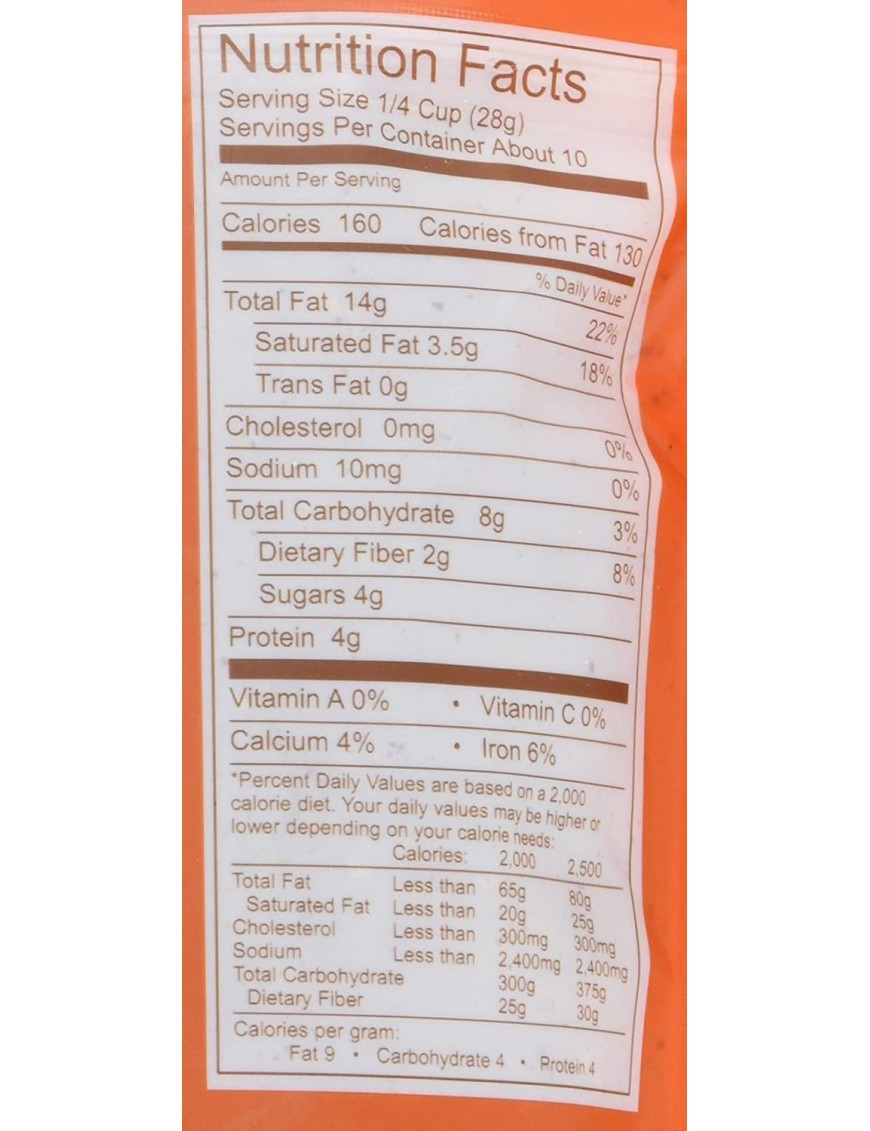 Nutrition Facts
Serving Size 1/4 Cup (28g)
Servings Per Container About 10
Amount Per Serving
Calories 160 Calories from Fat 130
% Daily Value*
Total Fat 14g 22%
Saturated Fat 3.5g 18%
Trans Fat 0g
Cholesterol 0mg 0%
Sodium 10mg 0%
Total Carbohydrate 8g 3%
Dietary Fiber 2g 8%
Sugars 4g
Protein 4g
Vitamin A 0% • Vitamin C 0%
Calcium 4% • Iron 6%
*Percent Daily Values are based on a 2,000
calorie diet. Your daily values may be higher or
lower depending on your calorie needs:
Calories: 2,000 2,500
Total Fat Less than 65g 80g
Saturated Fat Less than 20g 25g
Cholesterol Less than 300mg 300mg
Sodium Less than 2,400mg 2,400mg
Total Carbohydrate 300g 375g
Dietary Fiber 25g 30g
Calories per gram:
Fat 9 • Carbohydrate 4 • Protein 4